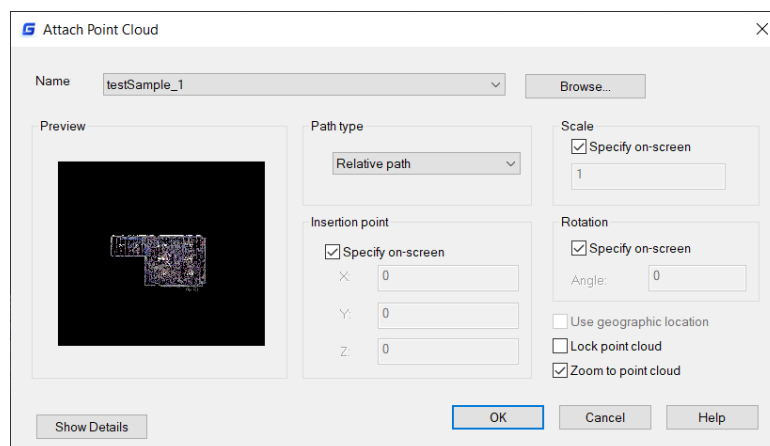 Attach Point Cloud
Name
testSample_1
Browse...
Preview
Path type
Relative path
Scale
Specify on-screen
1
Insertion point
Specify on-screen
X:
0
Y:
0
Z:
0
Rotation
Specify on-screen
Angle:
0
Use geographic location
Lock point cloud
Zoom to point cloud
Show Details
OK
Cancel
Help